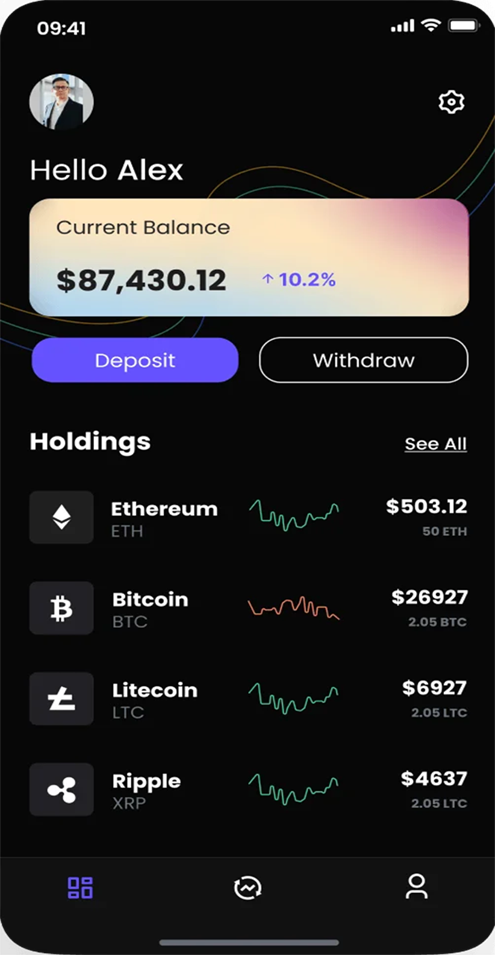 09:41
Hello Alex
Current Balance
$87,430.12 ↑ 10.2%
Deposit Withdraw
Holdings See All
Ethereum $503.12
ETH 50 ETH
Bitcoin $26927
BTC 2.05 BTC
Litecoin $6927
LTC 2.05 LTC
Ripple $4637
XRP 2.05 LTC